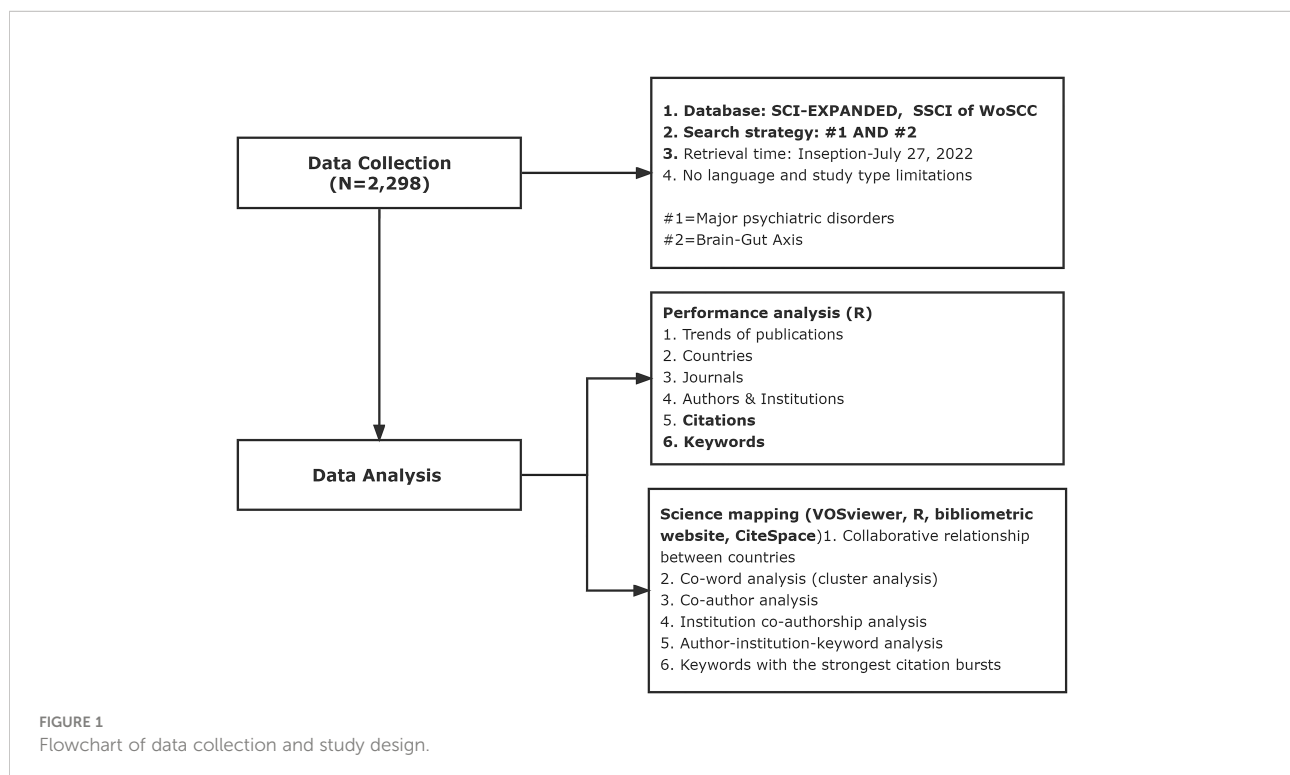 Data Collection
(N=2,298)
1. Database: SCI-EXPANDED, SSCI of WoSCC
2. Search strategy: #1 AND #2
3. Retrieval time: Inseption-July 27, 2022
4. No language and study type limitations
#1=Major psychiatric disorders
#2=Brain-Gut Axis
Performance analysis (R)
1. Trends of publications
2. Countries
3. Journals
4. Authors & Institutions
5. Citations
6. Keywords
Data Analysis
Science mapping (VOSviewer, R, bibliometric
website, CiteSpace)1. Collaborative relationship
between countries
2. Co-word analysis (cluster analysis)
3. Co-author analysis
4. Institution co-authorship analysis
5. Author-institution-keyword analysis
6. Keywords with the strongest citation bursts
FIGURE 1
Flowchart of data collection and study design.